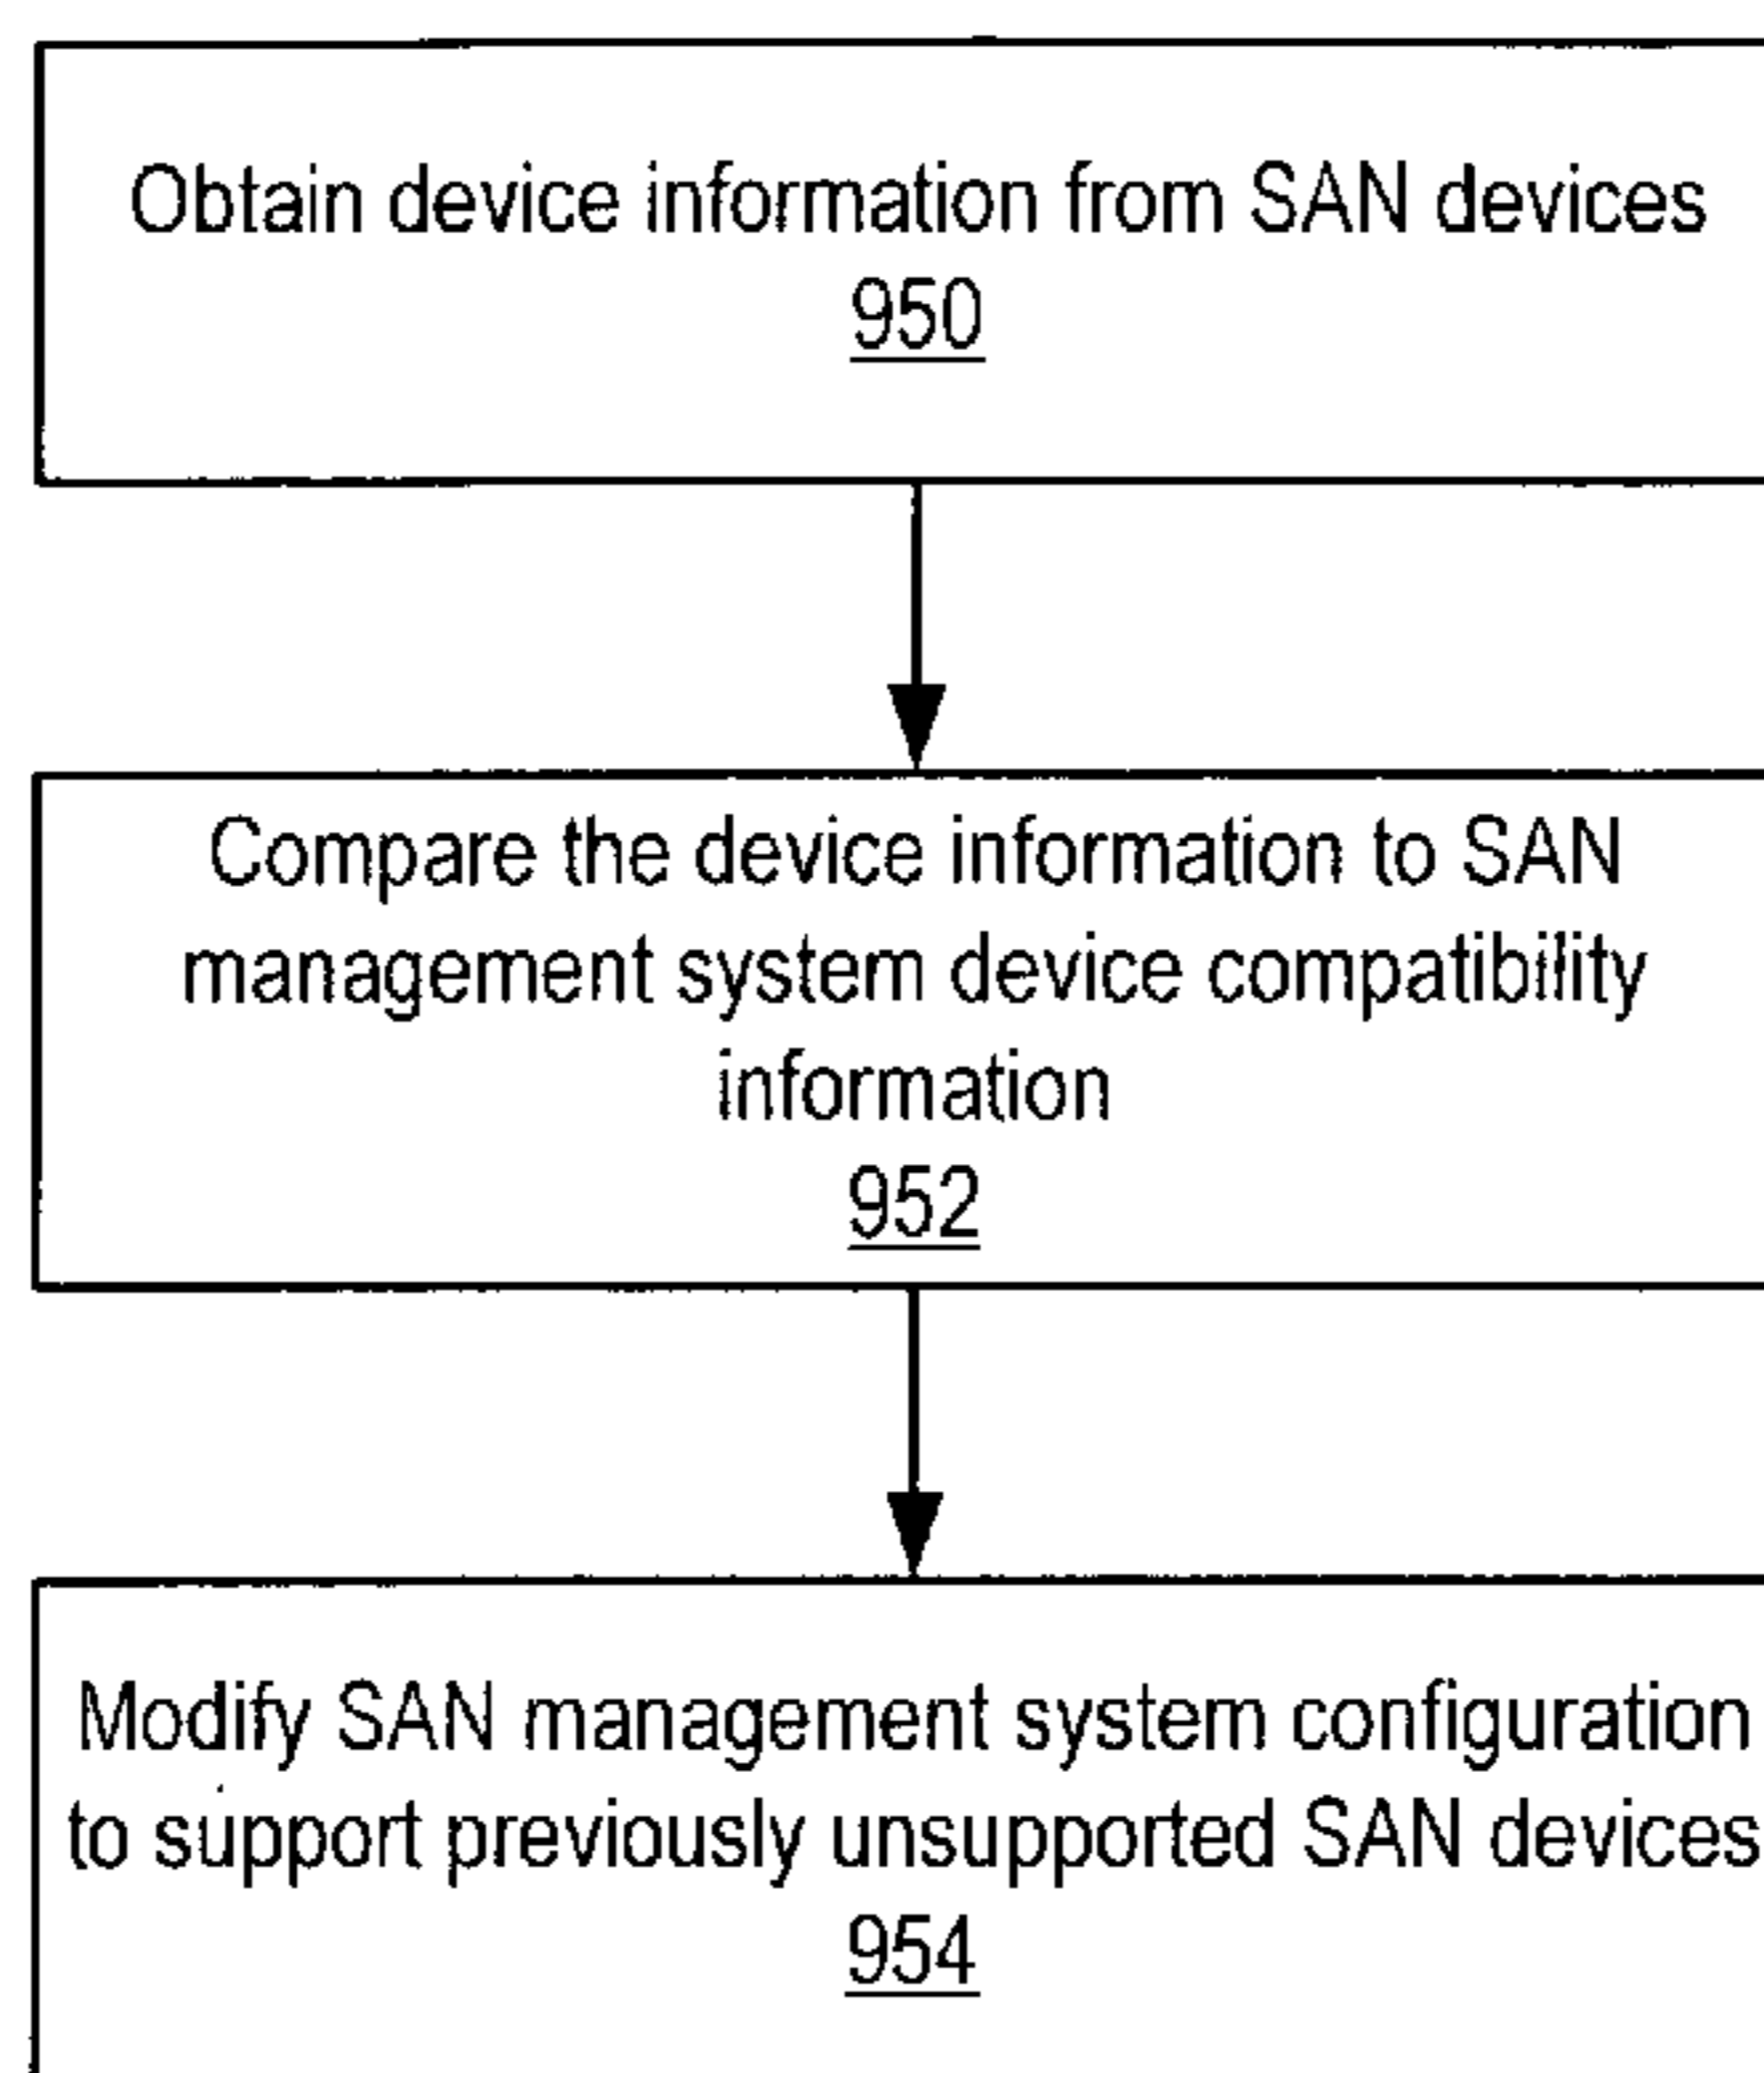 Obtain device information from SAN devices
950
Compare the device information to SAN
management system device compatibility
information
952
Modify SAN management system configuration
to support previously unsupported SAN devices
954